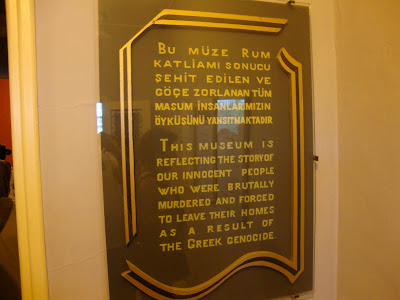 BU MÜZE RUM
KATLİAMI SONUCU
ŞEHİT EDİLEN VE
GÖÇE ZORLANAN TÜM
MASUM İNSANLARIMIZIN
ÖYKÜSÜNÜ YANSITMAKTADIR
THIS MUSEUM IS
REFLECTING THE STORY OF
OUR INNOCENT PEOPLE
WHO WERE BRUTALLY
MURDERED AND FORCED
TO LEAVE THEIR HOMES
AS A RESULT OF
THE GREEK GENOCIDE.